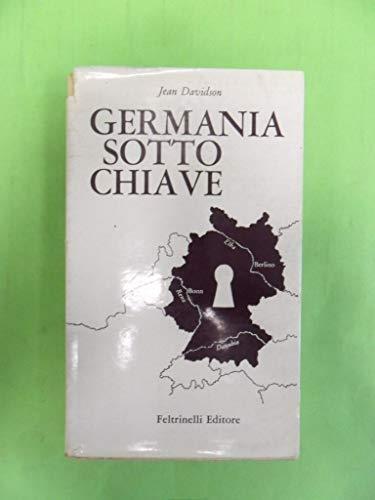 Jean Davidson
GERMANIA
SOTTO
CHIAVE
Elba
Berlino
Bonn
Reno
Danubio
Feltrinelli Editore